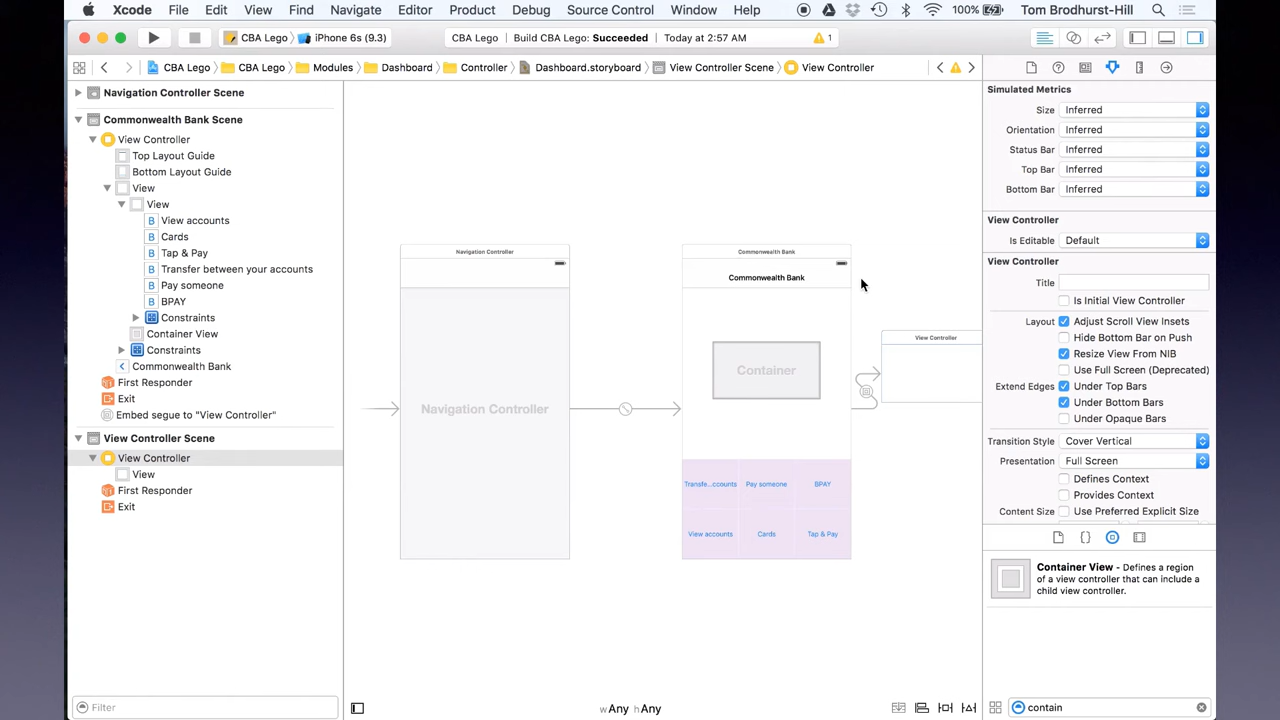 Xcode File Edit View Find Navigate Editor Product Debug Source Control Window Help 100% Tom Brodhurst-Hill
CBA Lego iPhone 6s (9.3) CBA Lego Build CBA Lego: Succeeded Today at 2:57 AM 1
CBA Lego CBA Lego Modules Dashboard Controller Dashboard.storyboard View Controller Scene View Controller
Navigation Controller Scene
Commonwealth Bank Scene
View Controller
Top Layout Guide
Bottom Layout Guide
View
View
B View accounts
B Cards
B Tap & Pay
B Transfer between your accounts
B Pay someone
B BPAY
Constraints
Container View
Constraints
Commonwealth Bank
First Responder
Exit
Embed segue to "View Controller"
View Controller Scene
View Controller
View
First Responder
Exit
Filter
Navigation Controller
Navigation Controller
Commonwealth Bank
Commonwealth Bank
Container
Transfe...ccounts Pay someone BPAY
View accounts Cards Tap & Pay
View Controller
wAny hAny
Simulated Metrics
Size Inferred
Orientation Inferred
Status Bar Inferred
Top Bar Inferred
Bottom Bar Inferred
View Controller
Is Editable Default
View Controller
Title
Is Initial View Controller
Layout Adjust Scroll View Insets
Hide Bottom Bar on Push
Resize View From NIB
Use Full Screen (Deprecated)
Extend Edges Under Top Bars
Under Bottom Bars
Under Opaque Bars
Transition Style Cover Vertical
Presentation Full Screen
Defines Context
Provides Context
Content Size Use Preferred Explicit Size
{}
Container View - Defines a region
of a view controller that can include a
child view controller.
contain